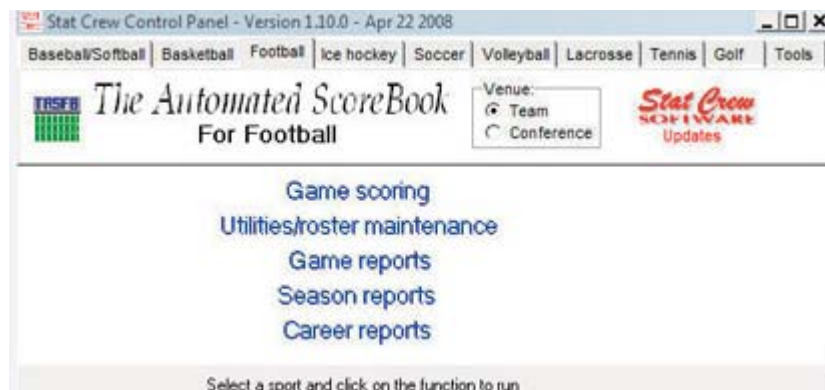 Stat Crew Control Panel - Version 1.10.0 - Apr 22 2008
Baseball/Softball Basketball Football Ice hockey Soccer Volleyball Lacrosse Tennis Golf Tools
TASFB The Automated ScoreBook
For Football
Venue:
Team
Conference
Stat Crew
SOFTWARE
Updates
Game scoring
Utilities/roster maintenance
Game reports
Season reports
Career reports
Select a sport and click on the function to run